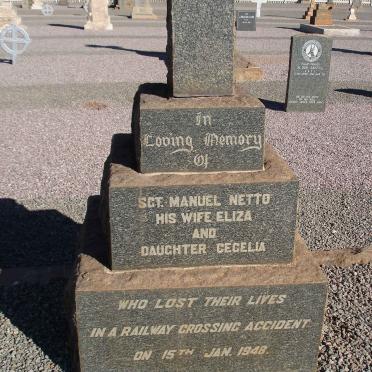 In
Loving Memory
Of
SGT. MANUEL NETTO
HIS WIFE ELIZA
AND
DAUGHTER CECELIA
WHO LOST THEIR LIVES
IN A RAILWAY CROSSING ACCIDENT
ON 15TH JAN. 1948.